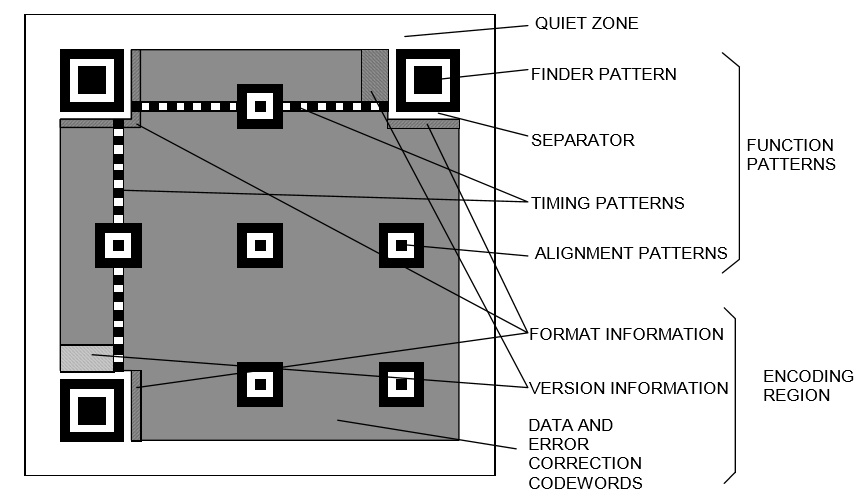 QUIET ZONE
FINDER PATTERN
SEPARATOR
FUNCTION
PATTERNS
TIMING PATTERNS
ALIGNMENT PATTERNS
FORMAT INFORMATION
VERSION INFORMATION
ENCODING
REGION
DATA AND
ERROR
CORRECTION
CODEWORDS